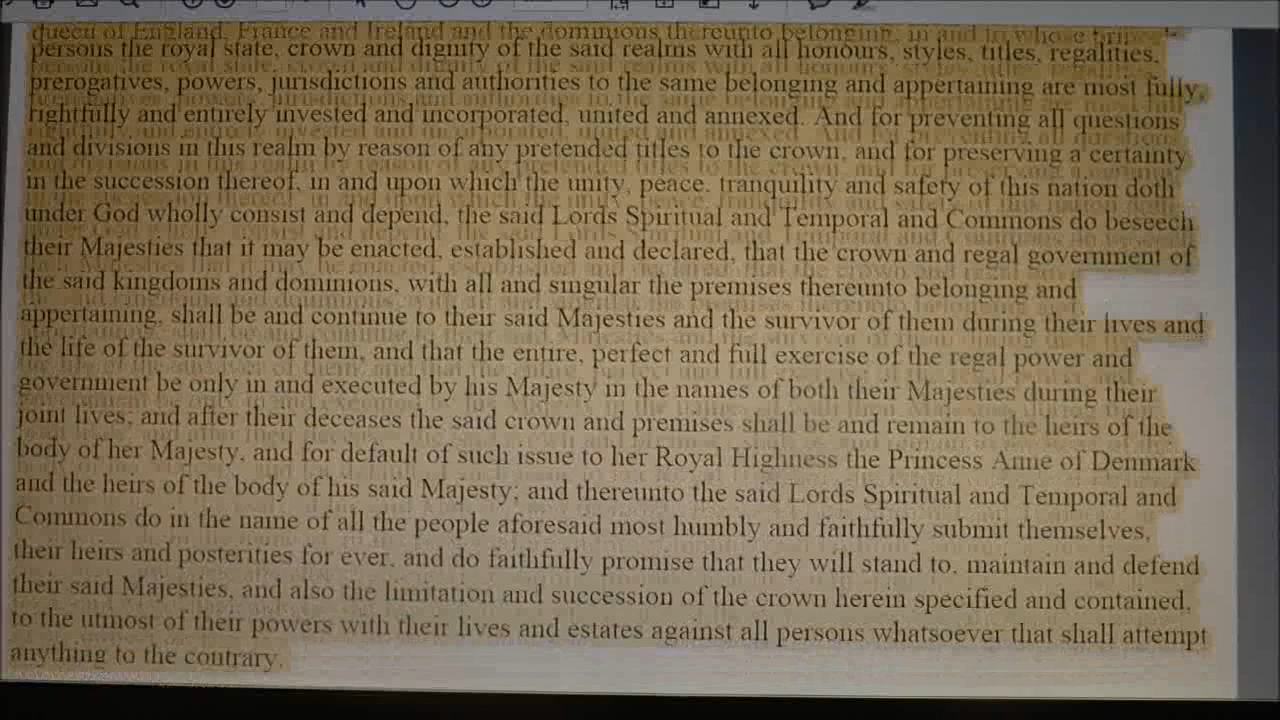 queen of England, France and Ireland and the dominions thereunto belonging, in and to whose
persons the royal state, crown and dignity of the said realms with all honours, styles, titles, regalities,
prerogatives, powers, jurisdictions and authorities to the same belonging and appertaining are most fully,
rightfully and entirely invested and incorporated, united and annexed. And for preventing all questions
and divisions in this realm by reason of any pretended titles to the crown, and for preserving a certainty
in the succession thereof, in and upon which the unity, peace, tranquility and safety of this nation doth
under God wholly consist and depend, the said Lords Spiritual and Temporal and Commons do beseech
their Majesties that it may be enacted, established and declared, that the crown and regal government of
the said kingdoms and dominions, with all and singular the premises thereunto belonging and
appertaining, shall be and continue to their said Majesties and the survivor of them during their lives and
the life of the survivor of them, and that the entire, perfect and full exercise of the regal power and
government be only in and executed by his Majesty in the names of both their Majesties during their
joint lives; and after their deceases the said crown and premises shall be and remain to the heirs of the
body of her Majesty, and for default of such issue to her Royal Highness the Princess Anne of Denmark
and the heirs of the body of his said Majesty; and thereunto the said Lords Spiritual and Temporal and
Commons do in the name of all the people aforesaid most humbly and faithfully submit themselves,
their heirs and posterities for ever, and do faithfully promise that they will stand to, maintain and defend
their said Majesties, and also the limitation and succession of the crown herein specified and contained,
to the utmost of their powers with their lives and estates against all persons whatsoever that shall attempt
anything to the contrary.